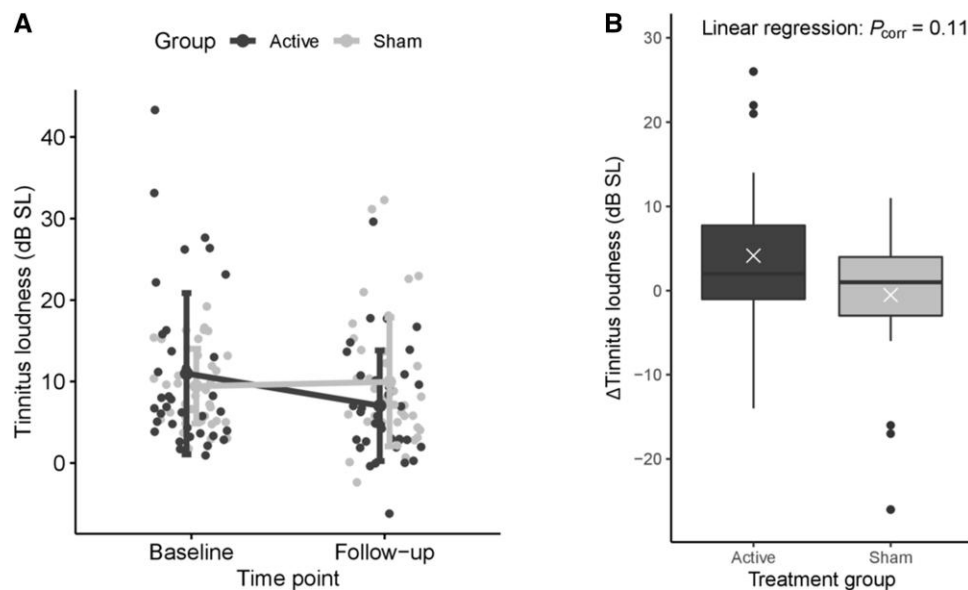 A
Group Active Sham
Tinnitus loudness (dB SL)
40
30
20
10
0
Baseline Follow-up
Time point
B
Linear regression: Pcorr = 0.11
ΔTinnitus loudness (dB SL)
30
20
10
0
−10
−20
Active Sham
Treatment group